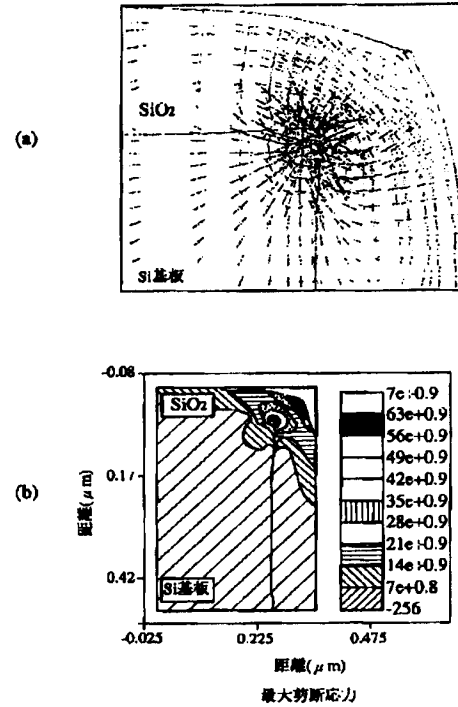 (a)
SiO₂
Si基板
(b)
-0.08
0.17
0.42
距離(μm)
SiO₂
Si基板
-0.025
0.225
0.475
距離(μm)
最大剪断応力
7e+0.9
63e+0.9
56e+0.9
49e+0.9
42e+0.9
35e+0.9
28e+0.9
21e+0.9
14e+0.9
7e+0.8
-256